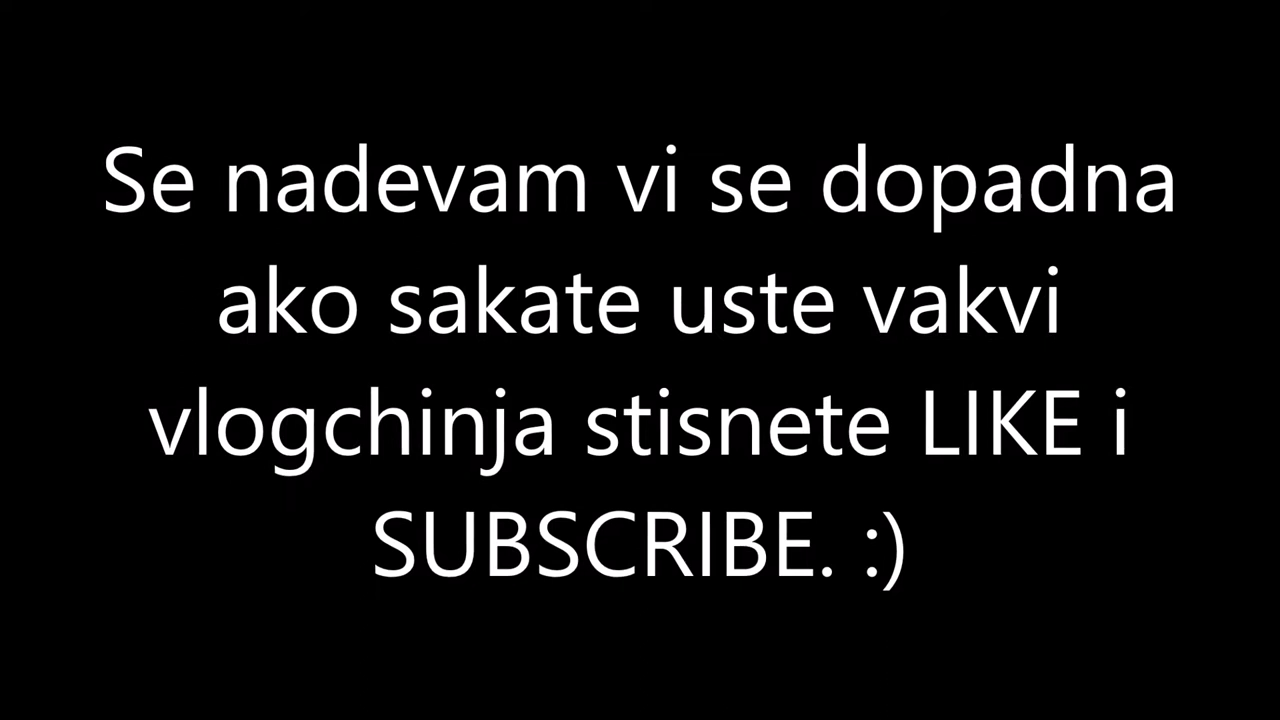 Se nadevam vi se dopadna
ako sakate uste vakvi
vlogchinja stisnete LIKE i
SUBSCRIBE. :)